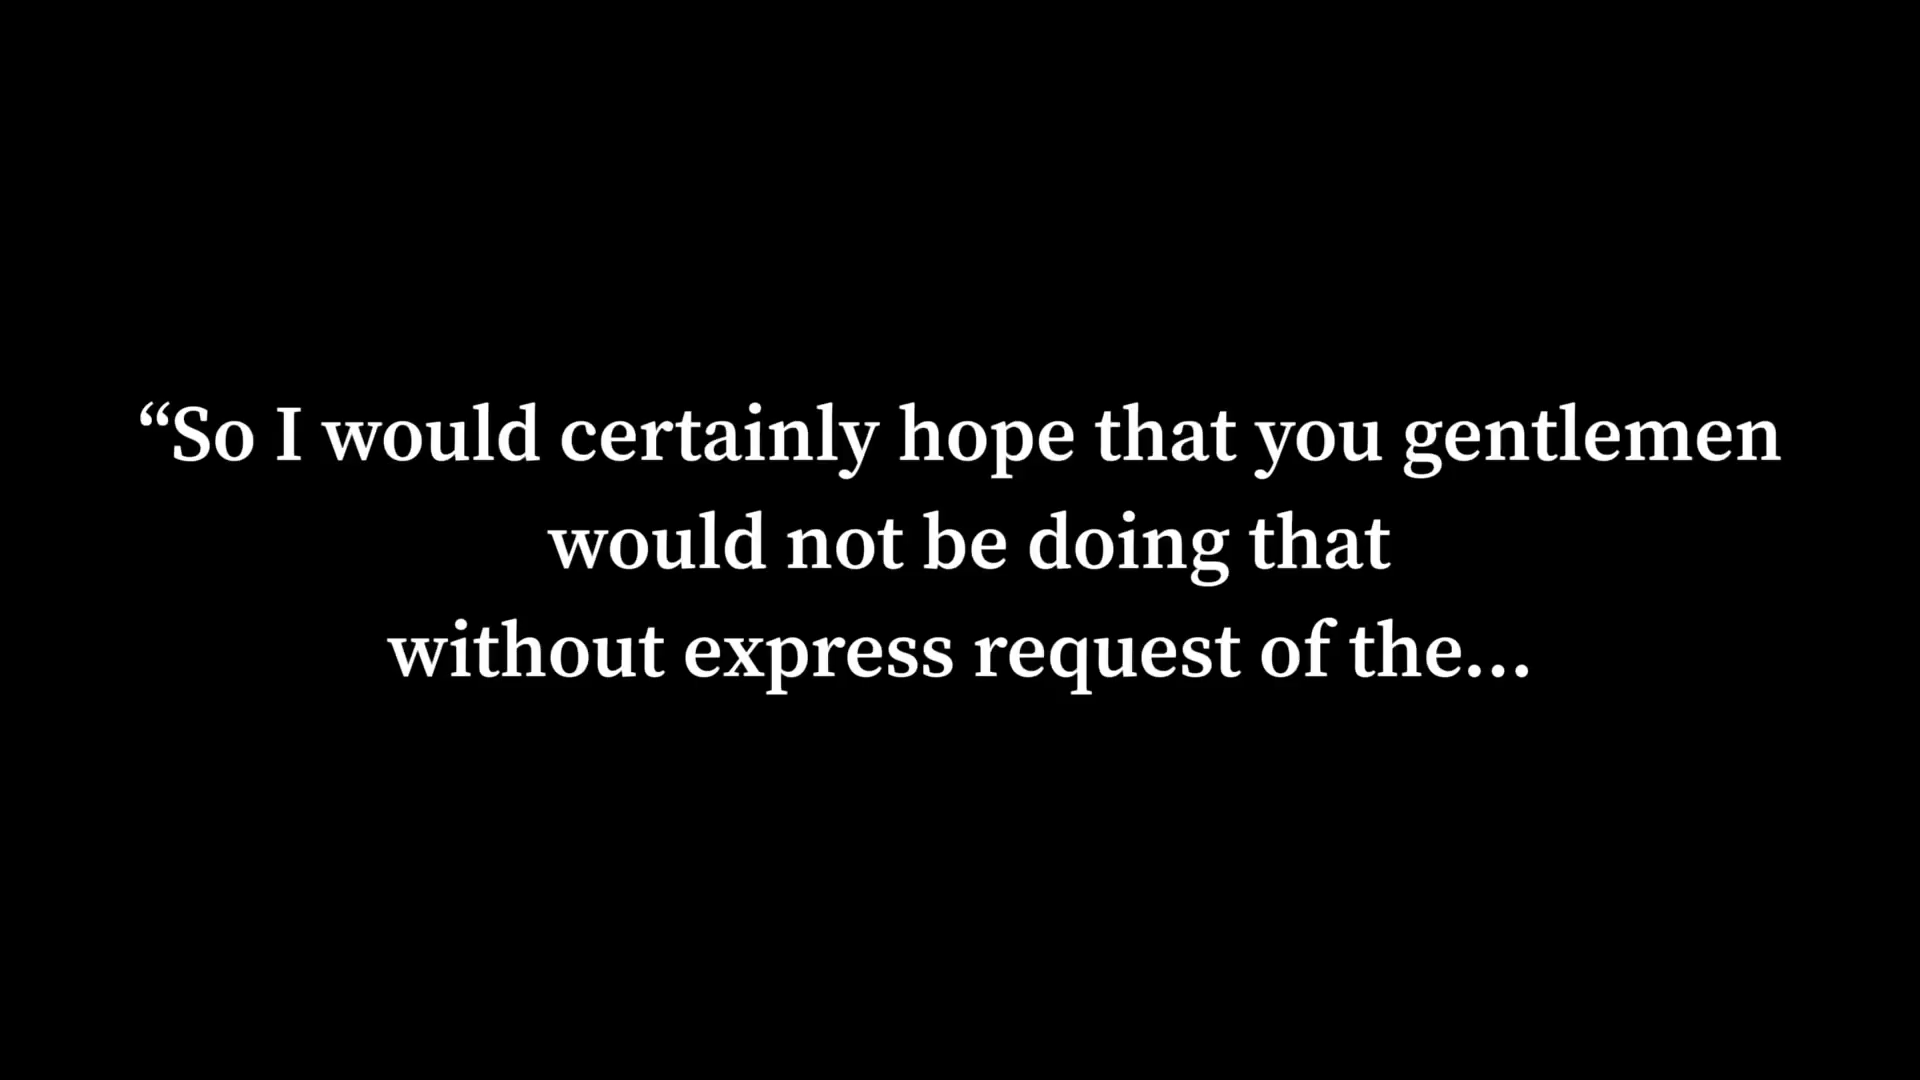 “So I would certainly hope that you gentlemen
would not be doing that
without express request of the...